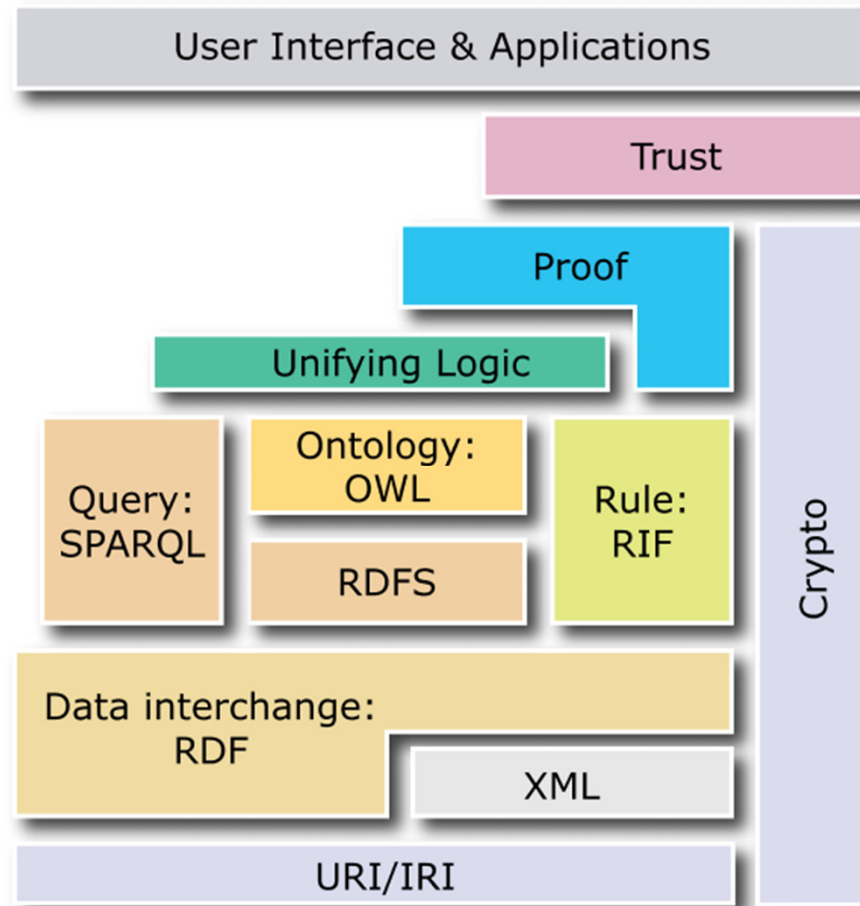 User Interface & Applications
Trust
Proof
Unifying Logic
Query:
SPARQL
Ontology:
OWL
RDFS
Rule:
RIF
Crypto
Data interchange:
RDF
XML
URI/IRI